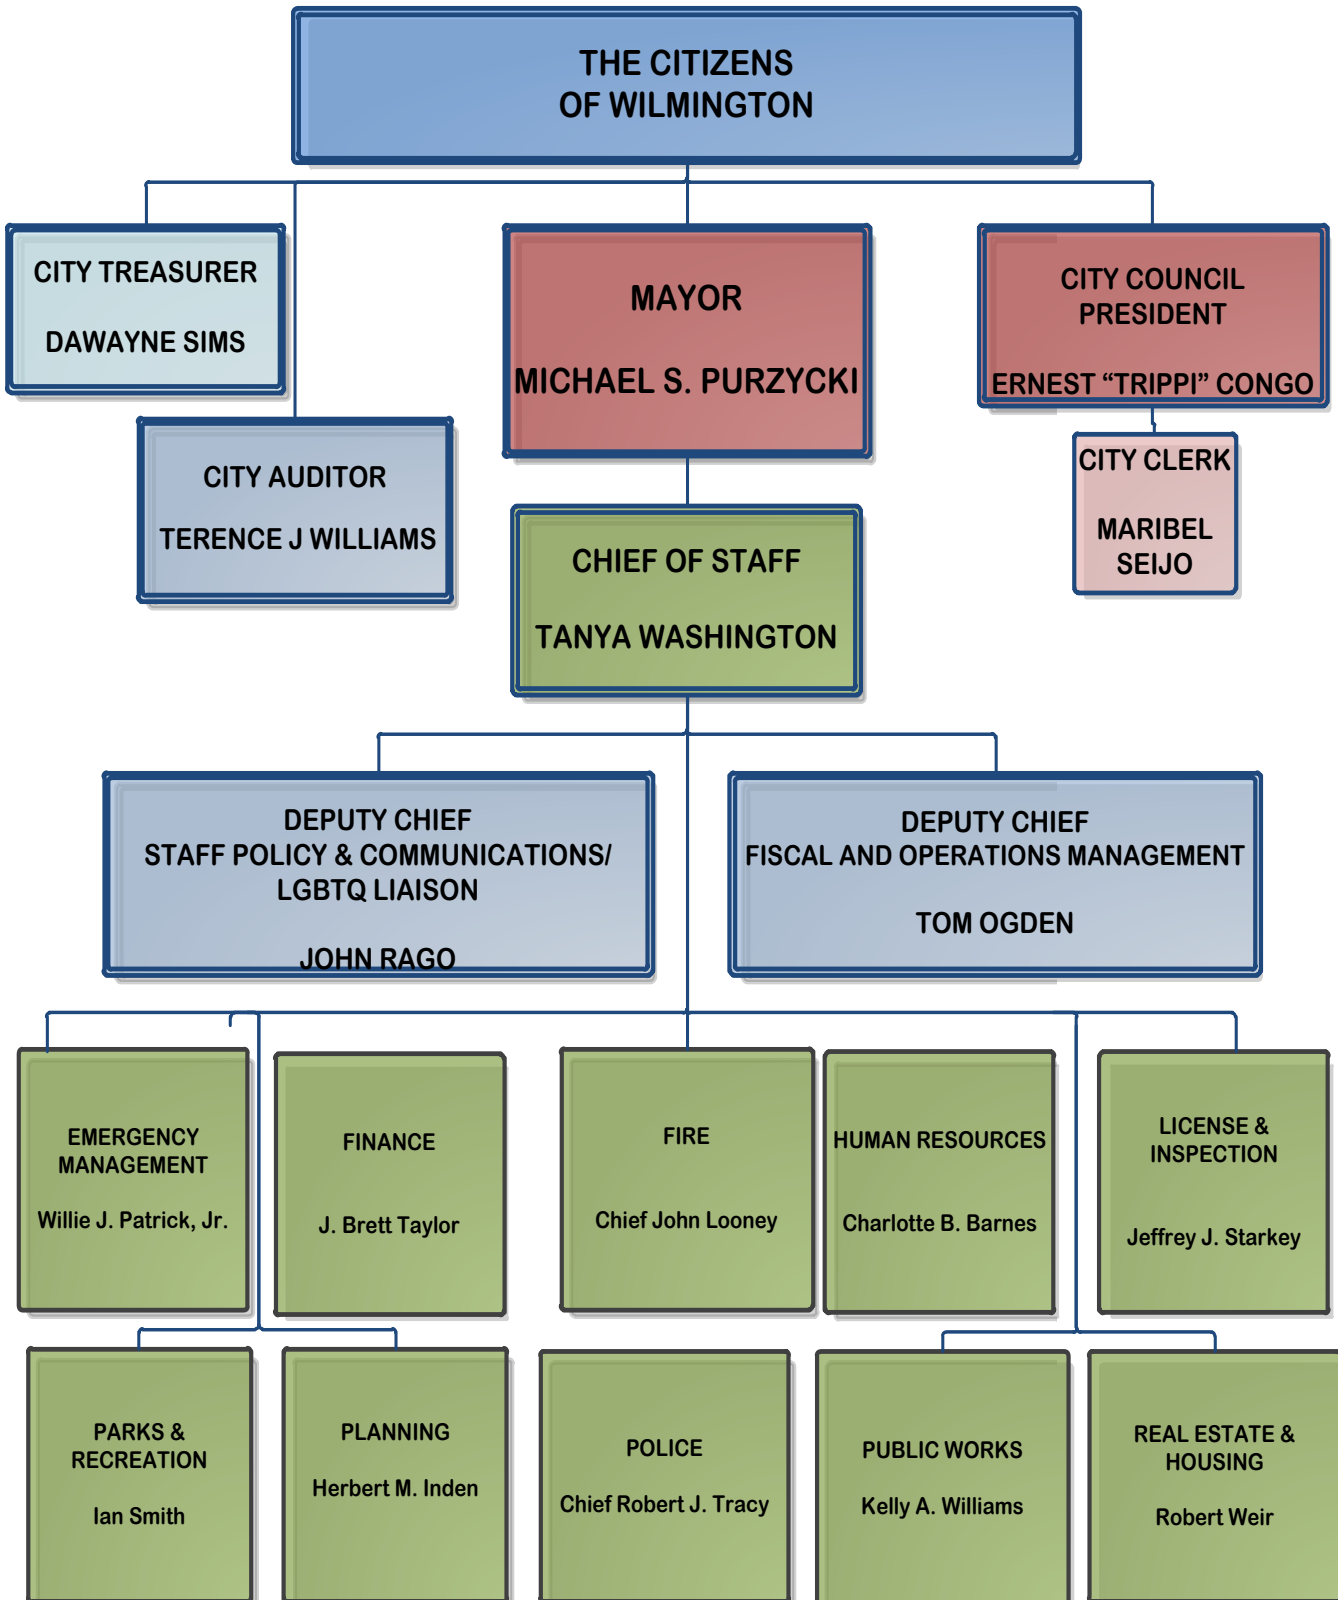 THE CITIZENS
OF WILMINGTON
CITY TREASURER
DAWAYNE SIMS
MAYOR
MICHAEL S. PURZYCKI
CITY COUNCIL
PRESIDENT
ERNEST “TRIPPI” CONGO
CITY AUDITOR
TERENCE J WILLIAMS
CITY CLERK
MARIBEL
SEIJO
CHIEF OF STAFF
TANYA WASHINGTON
DEPUTY CHIEF
STAFF POLICY & COMMUNICATIONS/
LGBTQ LIAISON
JOHN RAGO
DEPUTY CHIEF
FISCAL AND OPERATIONS MANAGEMENT
TOM OGDEN
EMERGENCY
MANAGEMENT
Willie J. Patrick, Jr.
FINANCE
J. Brett Taylor
FIRE
Chief John Looney
HUMAN RESOURCES
Charlotte B. Barnes
LICENSE &
INSPECTION
Jeffrey J. Starkey
PARKS &
RECREATION
Ian Smith
PLANNING
Herbert M. Inden
POLICE
Chief Robert J. Tracy
PUBLIC WORKS
Kelly A. Williams
REAL ESTATE &
HOUSING
Robert Weir